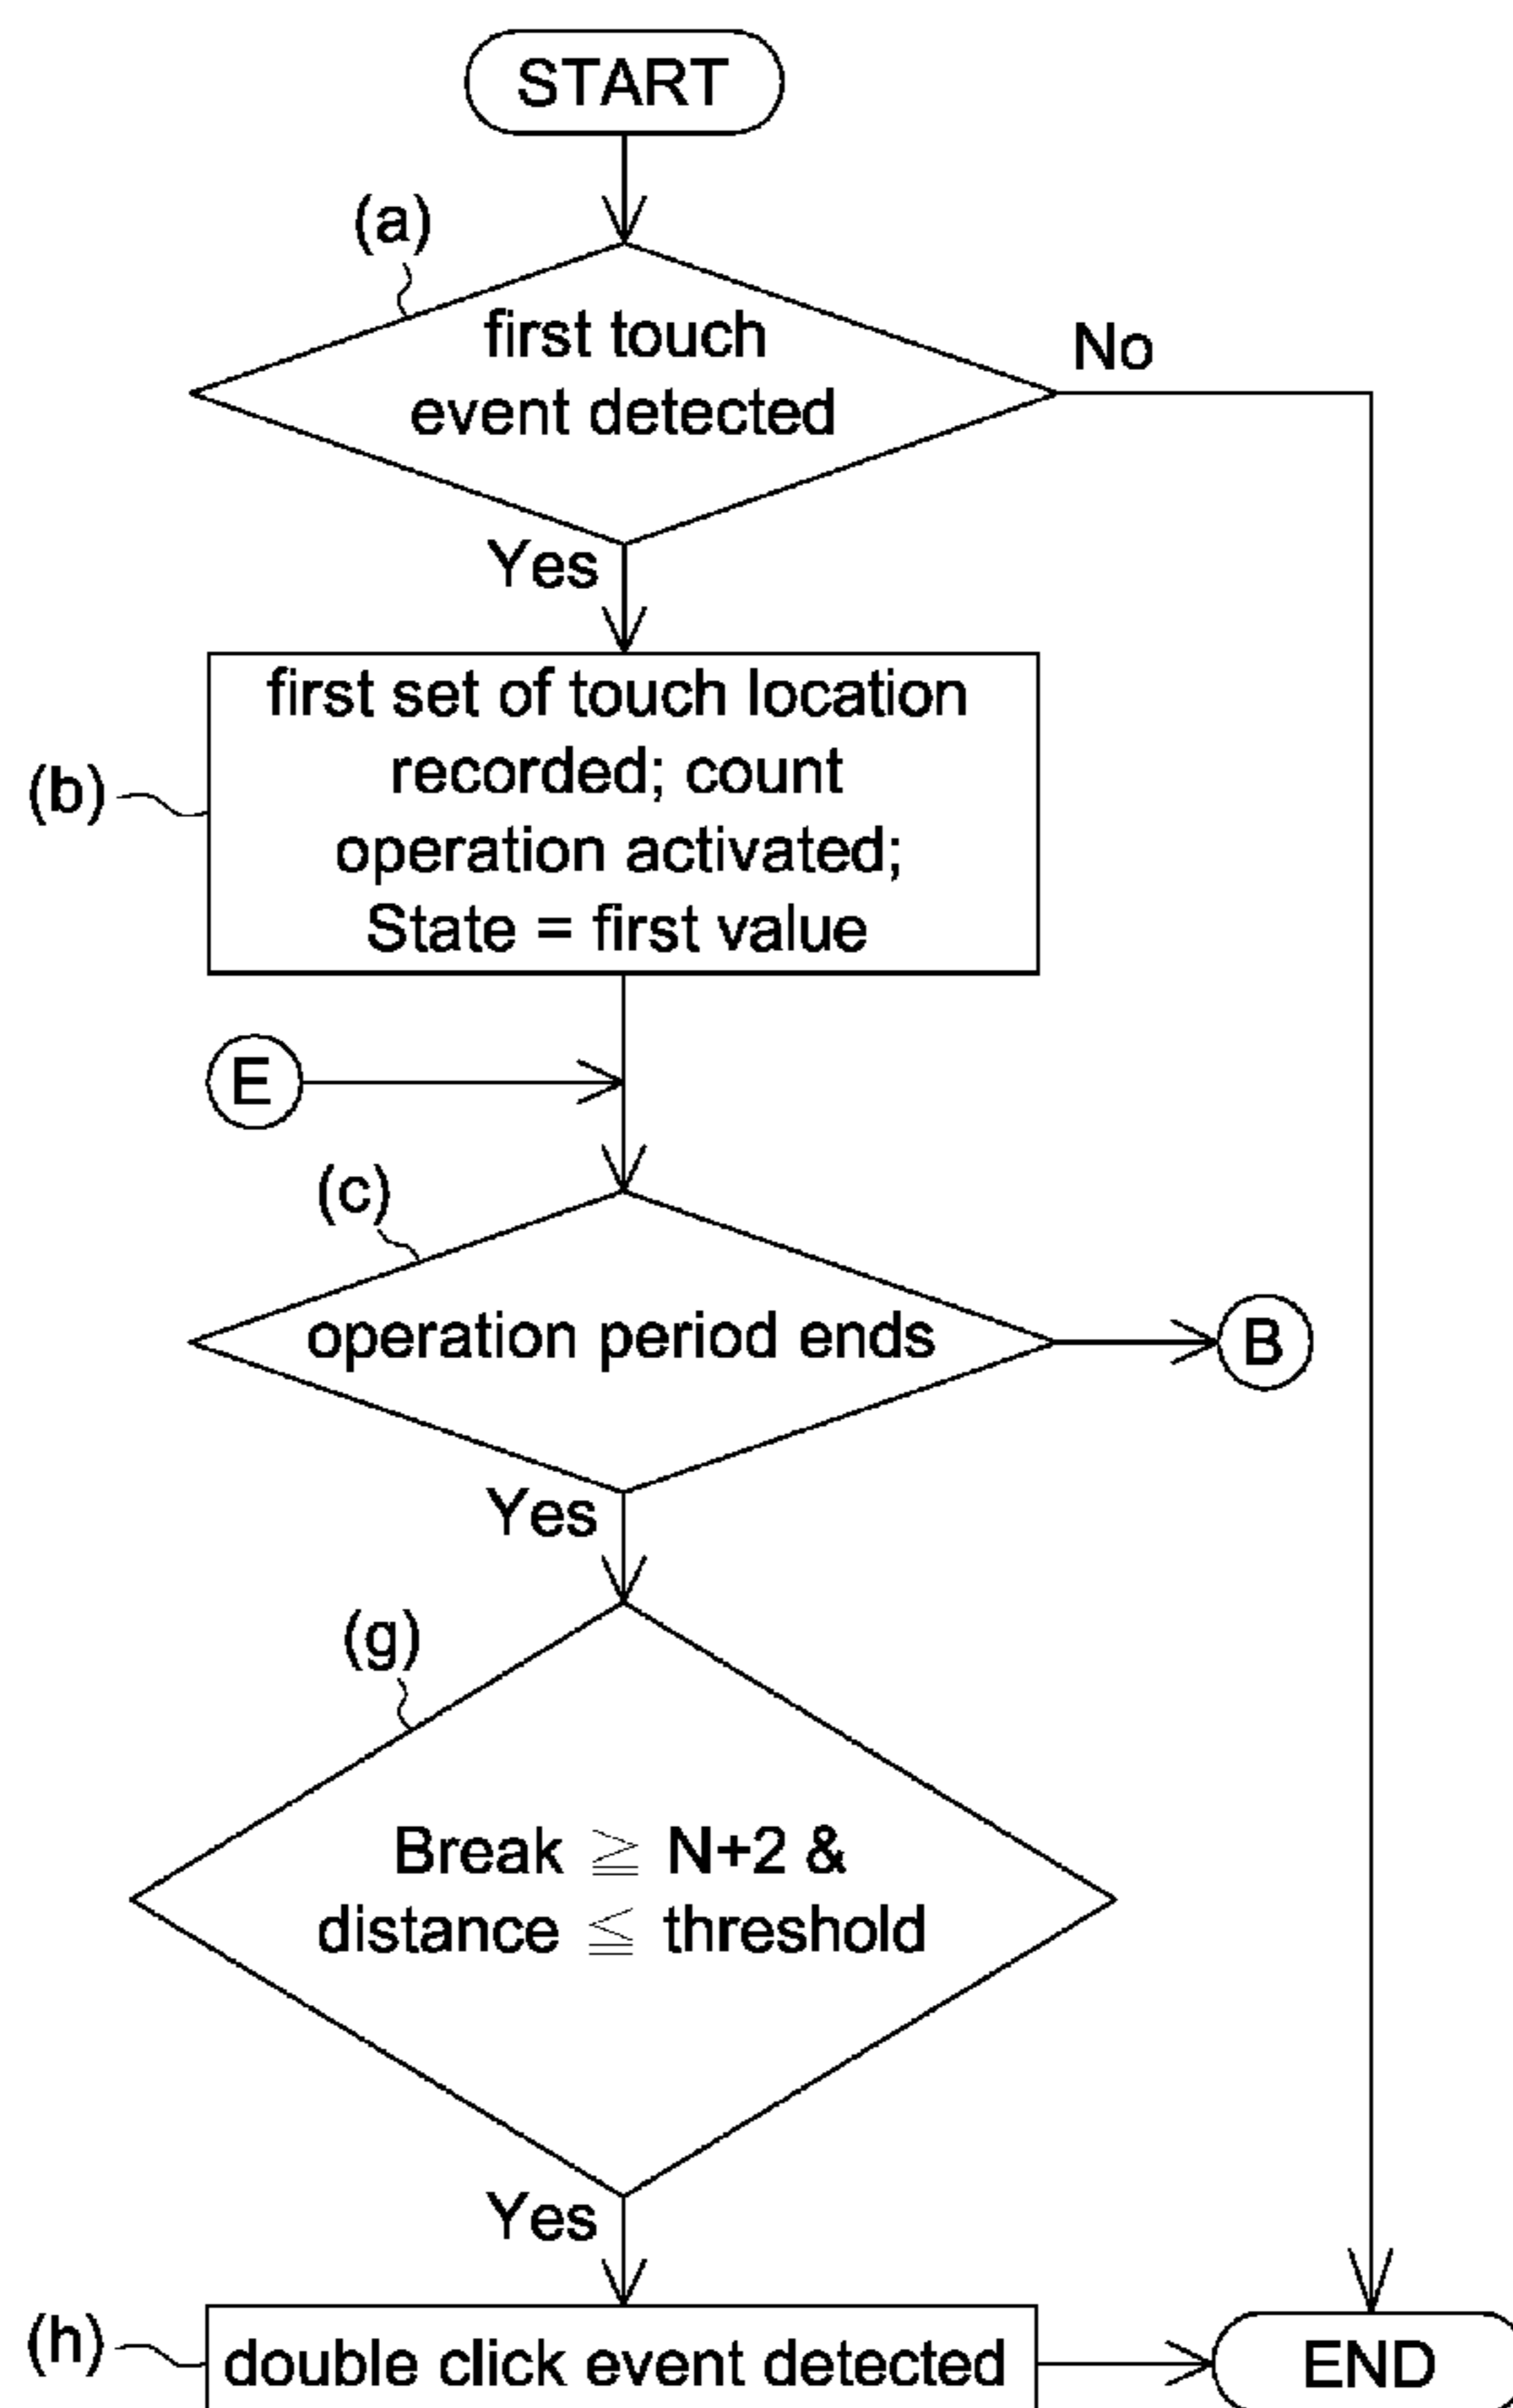 START
(a)
first touch
event detected
No
Yes
(b)
first set of touch location
recorded; count
operation activated;
State = first value
E
(c)
operation period ends
B
Yes
(g)
Break ≧ N+2 &
distance ≦ threshold
Yes
(h)
double click event detected
END